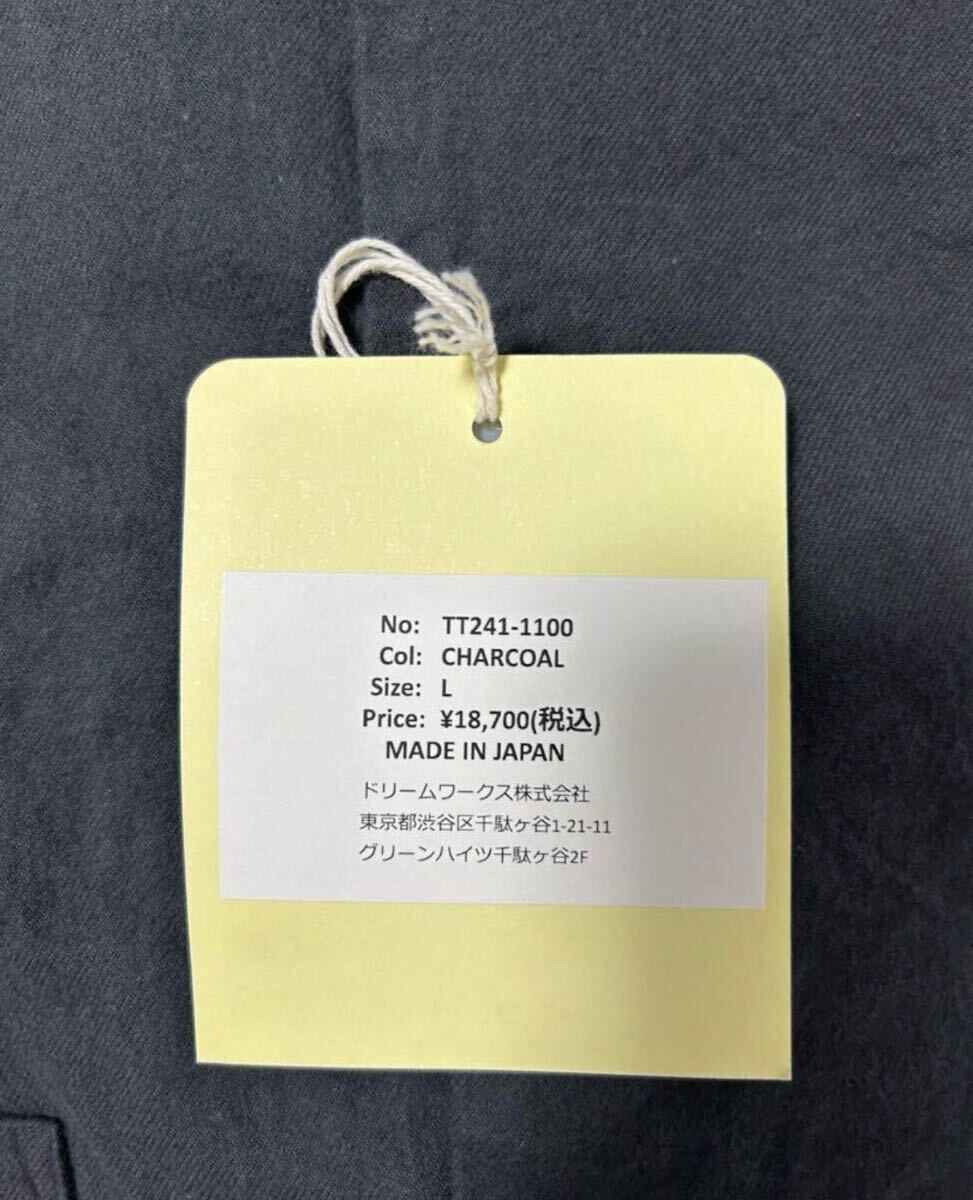 No: TT241-1100
Col: CHARCOAL
Size: L
Price: ¥18,700(税込)
MADE IN JAPAN
ドリームワークス株式会社
東京都渋谷区千駄ヶ谷1-21-11
グリーンハイツ千駄ヶ谷2F